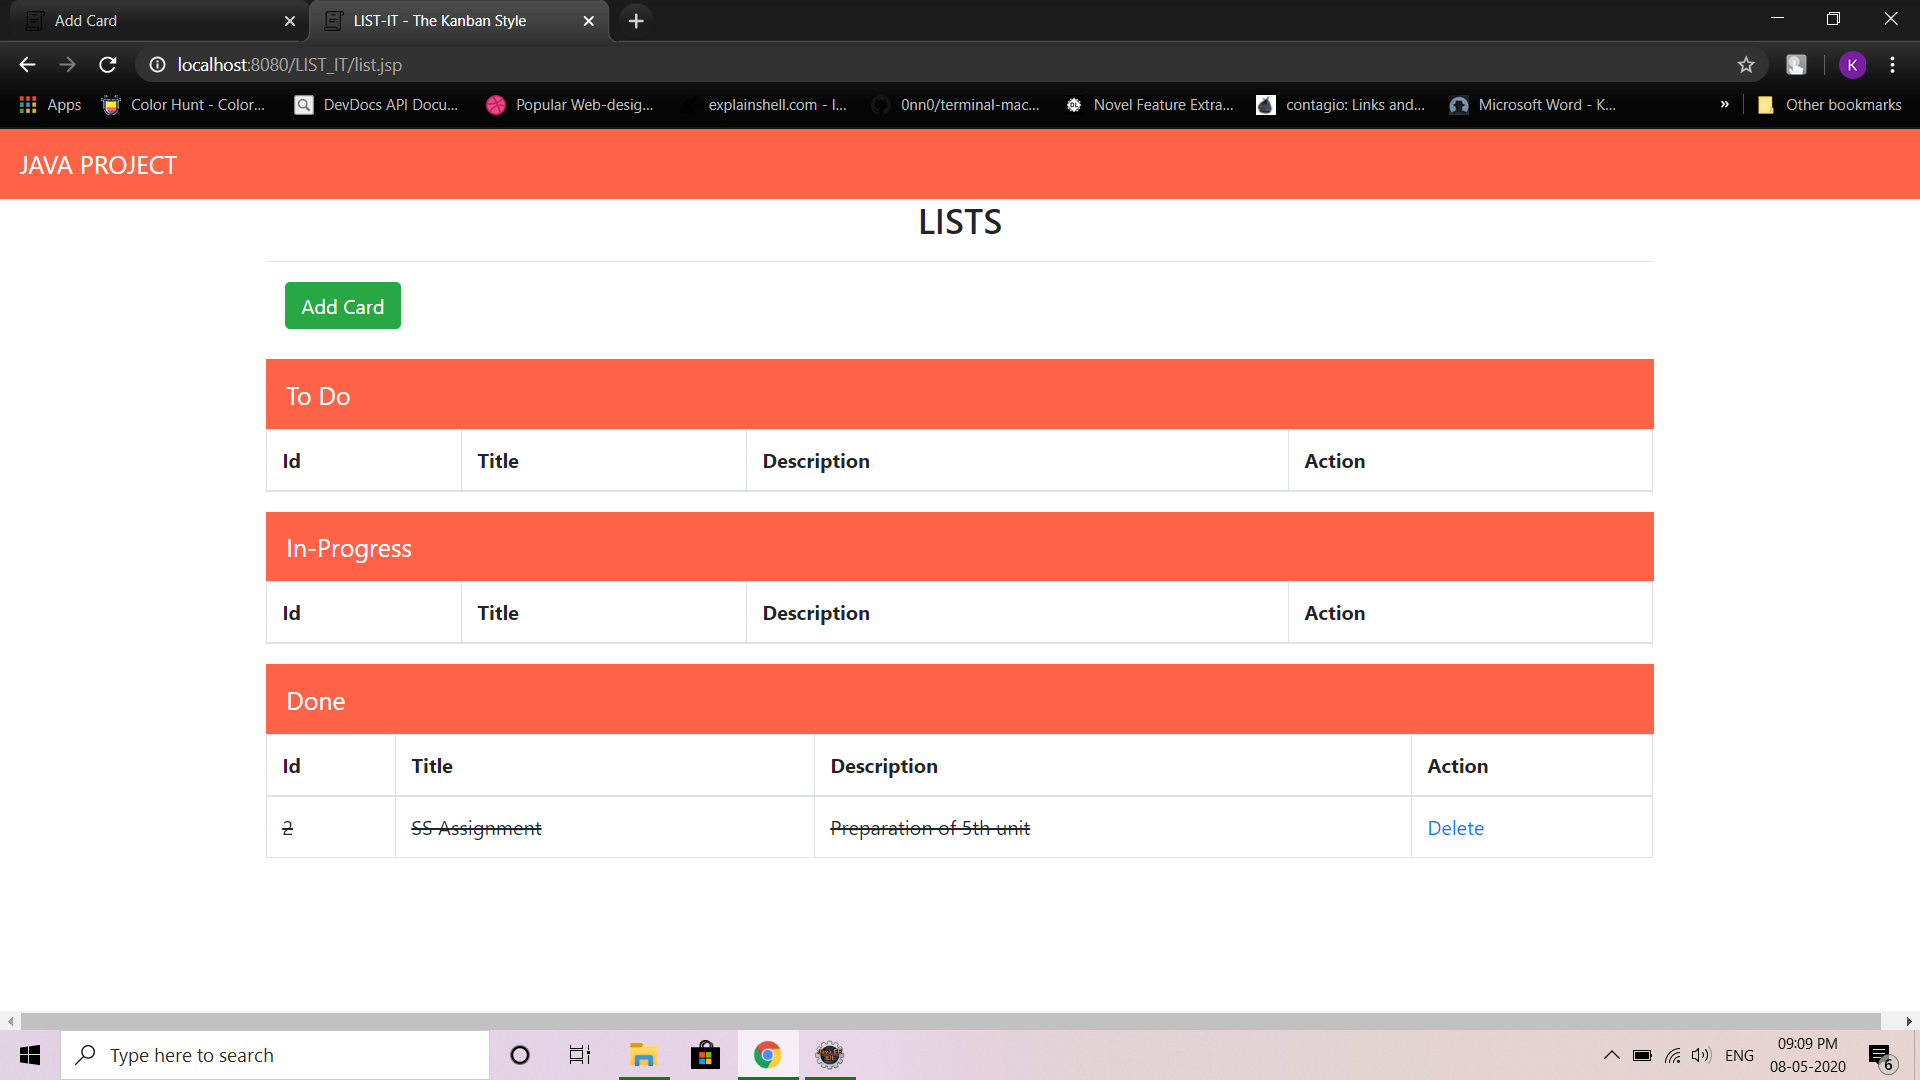 Add Card
LIST-IT - The Kanban Style
localhost:8080/LIST_IT/list.jsp
K
Apps
Color Hunt - Color...
DevDocs API Docu...
Popular Web-desig...
explainshell.com - I...
0nn0/terminal-mac...
Novel Feature Extra...
contagio: Links and...
Microsoft Word - K...
»
Other bookmarks
JAVA PROJECT
LISTS
Add Card
To Do
Id Title Description Action
In-Progress
Id Title Description Action
Done
Id Title Description Action
2 SS Assignment Preparation of 5th unit Delete
Type here to search
ENG
09:09 PM
08-05-2020
6